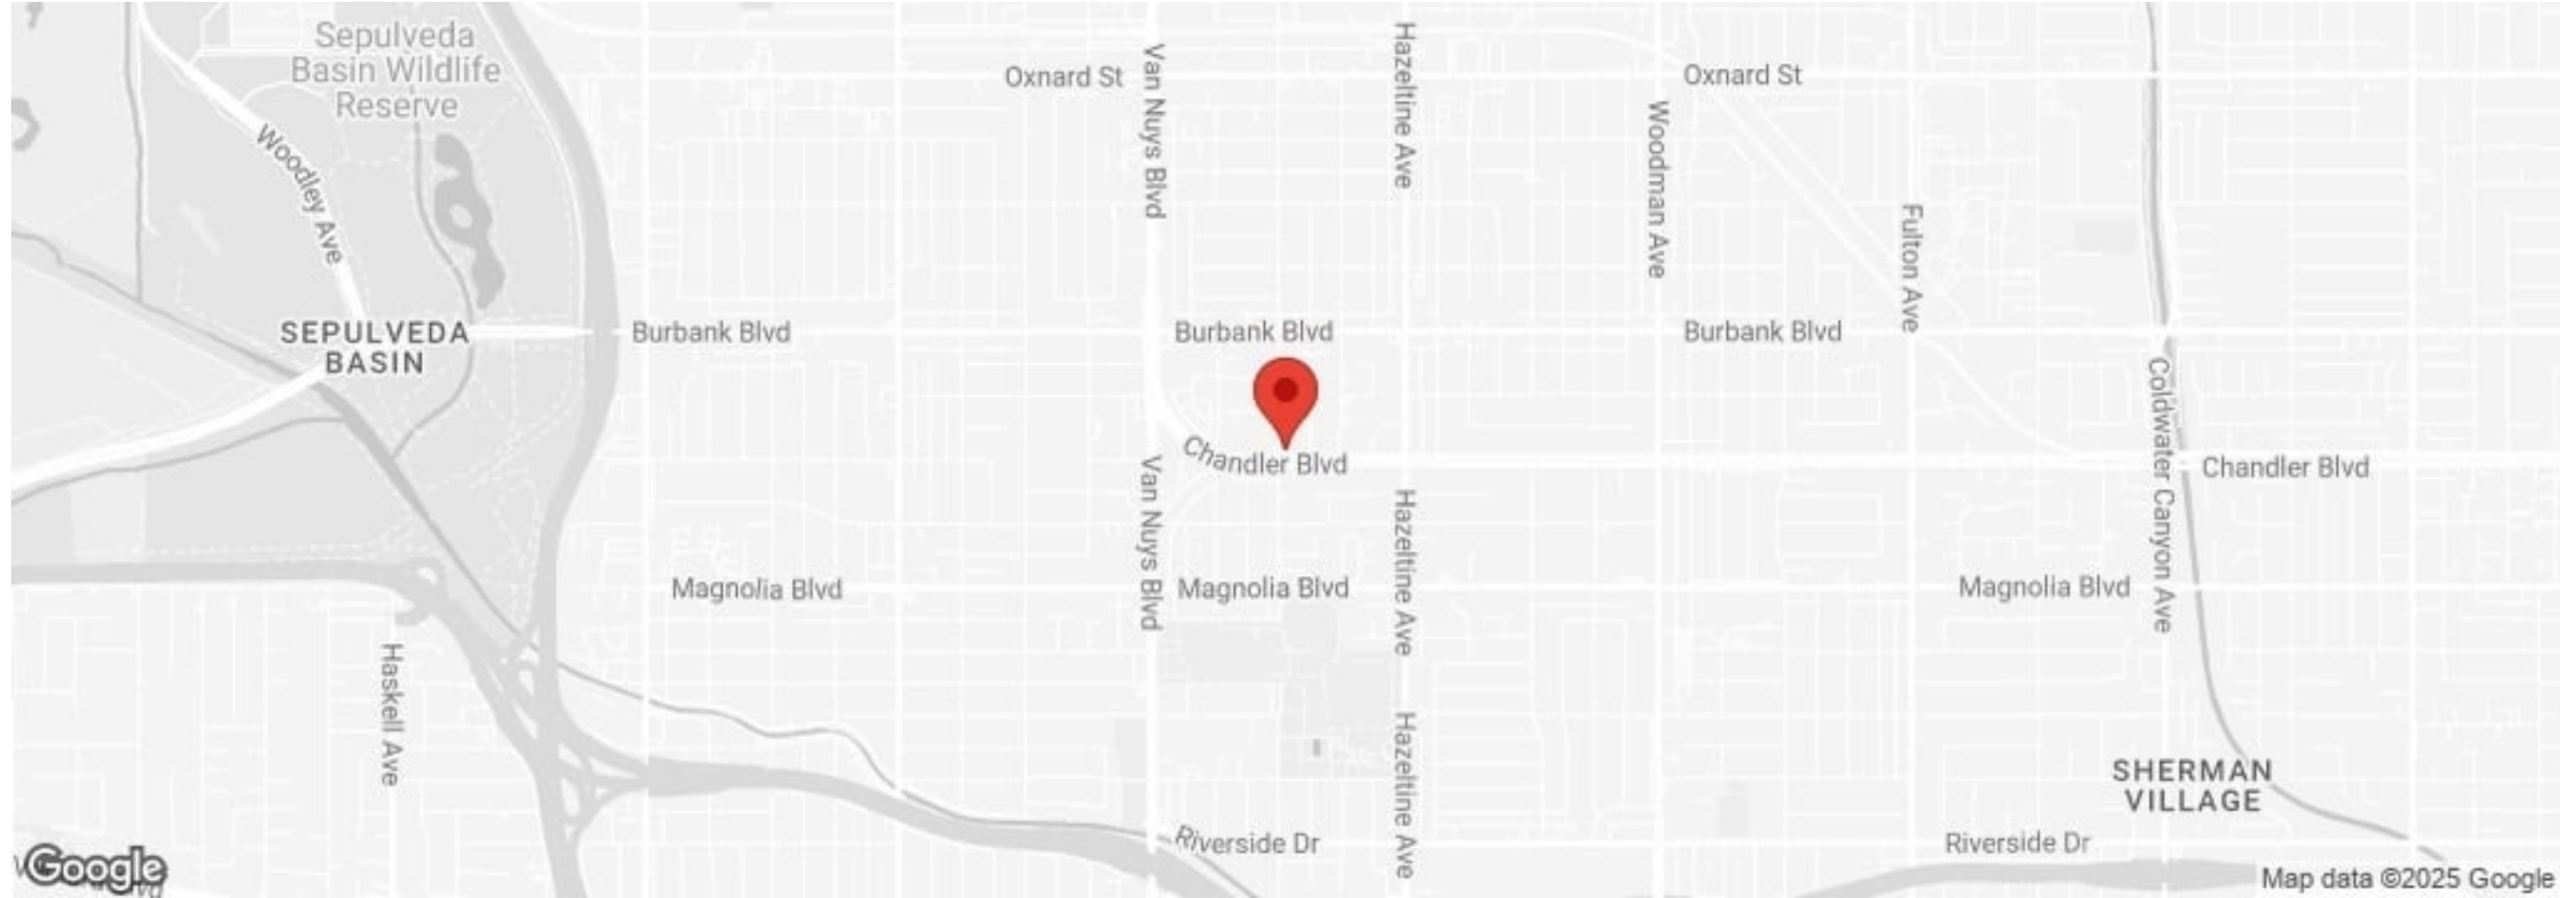 Sepulveda
Basin Wildlife
Reserve
Woodley Ave
Oxnard St
Van Nuys Blvd
Hazeltine Ave
Oxnard St
Woodman Ave
Fulton Ave
SEPULVEDA
BASIN
Burbank Blvd
Burbank Blvd
Burbank Blvd
Chandler Blvd
Coldwater Canyon Ave
Chandler Blvd
Van Nuys Blvd
Hazeltine Ave
Magnolia Blvd
Magnolia Blvd
Magnolia Blvd
Haskell Ave
Hazeltine Ave
SHERMAN
VILLAGE
Riverside Dr
Riverside Dr
Google
Map data ©2025 Google